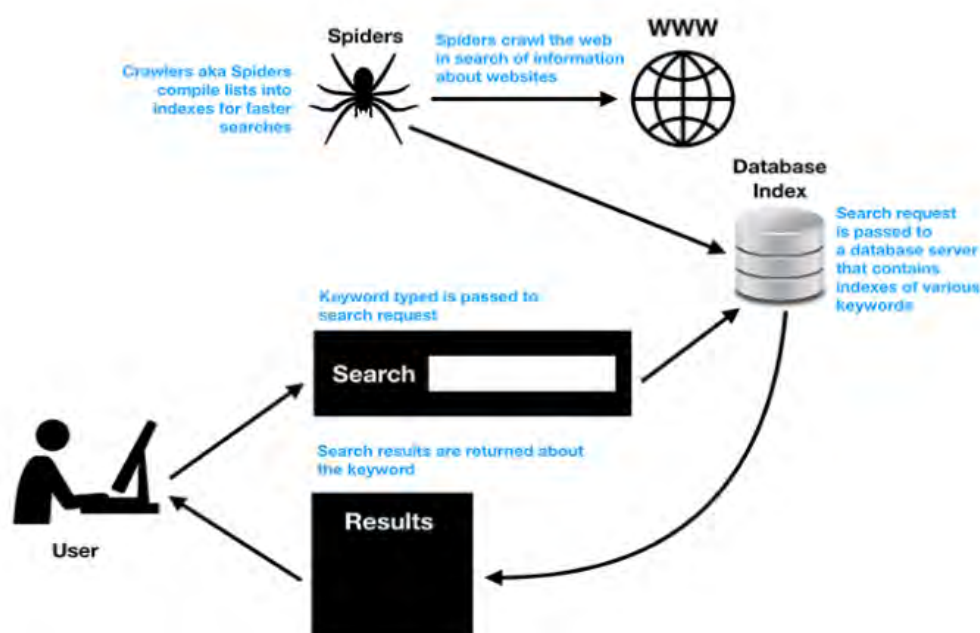 Spiders
Crawlers aka Spiders
compile lists into
indexes for faster
searches
Spiders crawl the web
in search of information
about websites
WWW
Database
Index
Search request
is passed to
a database server
that contains
indexes of various
keywords
Keyword typed is passed to
search request
Search
Search results are returned about
the keyword
Results
User